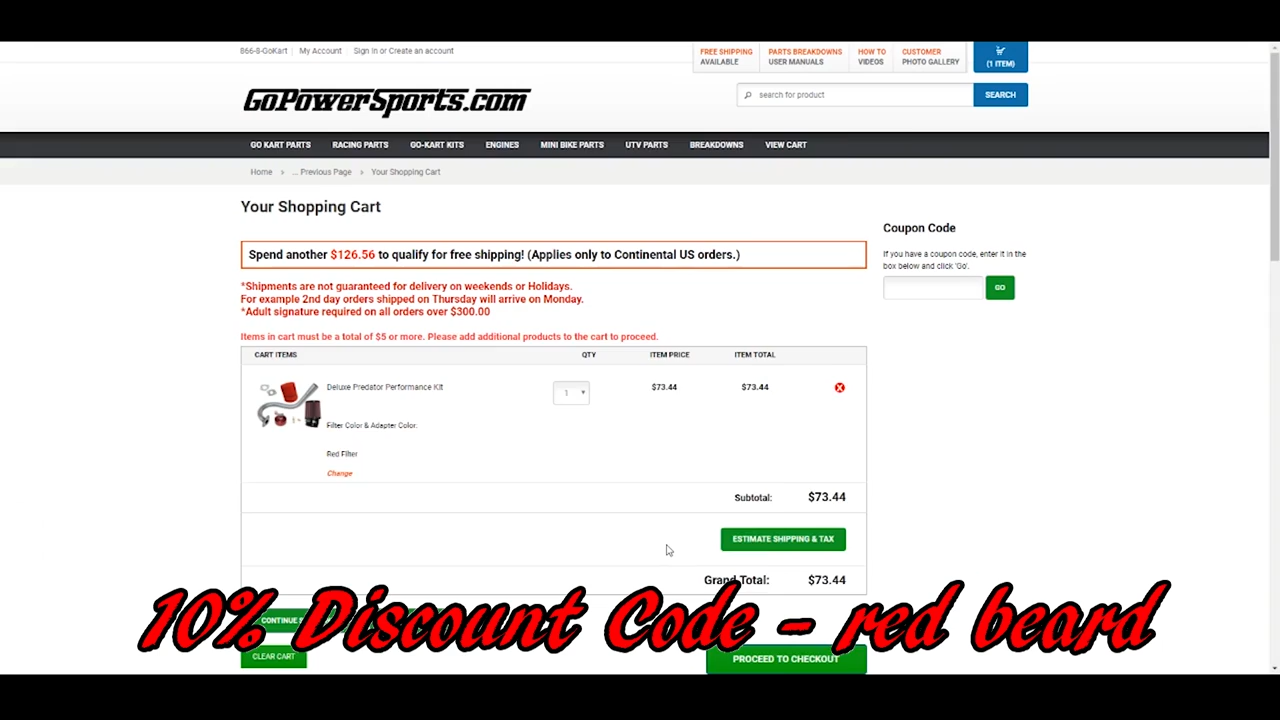 866-8-GoKart My Account Sign In or Create an account
FREE SHIPPING AVAILABLE
PARTS BREAKDOWNS USER MANUALS
HOW TO VIDEOS
CUSTOMER PHOTO GALLERY
(1 ITEM)
GoPowerSports.com
search for product
SEARCH
GO KART PARTS RACING PARTS GO-KART KITS ENGINES MINI BIKE PARTS UTV PARTS BREAKDOWNS VIEW CART
Home > ... Previous Page > Your Shopping Cart
Your Shopping Cart
Spend another $126.56 to qualify for free shipping! (Applies only to Continental US orders.)
*Shipments are not guaranteed for delivery on weekends or Holidays.
For example 2nd day orders shipped on Thursday will arrive on Monday.
*Adult signature required on all orders over $300.00
Items in cart must be a total of $5 or more. Please add additional products to the cart to proceed.
Coupon Code
If you have a coupon code, enter it in the
box below and click 'Go'.
GO
CART ITEMS QTY ITEM PRICE ITEM TOTAL
Deluxe Predator Performance Kit 1 $73.44 $73.44
Filter Color & Adapter Color:
Red Filter
Change
Subtotal: $73.44
ESTIMATE SHIPPING & TAX
Grand Total: $73.44
10% Discount Code - red beard
CLEAR CART
PROCEED TO CHECKOUT